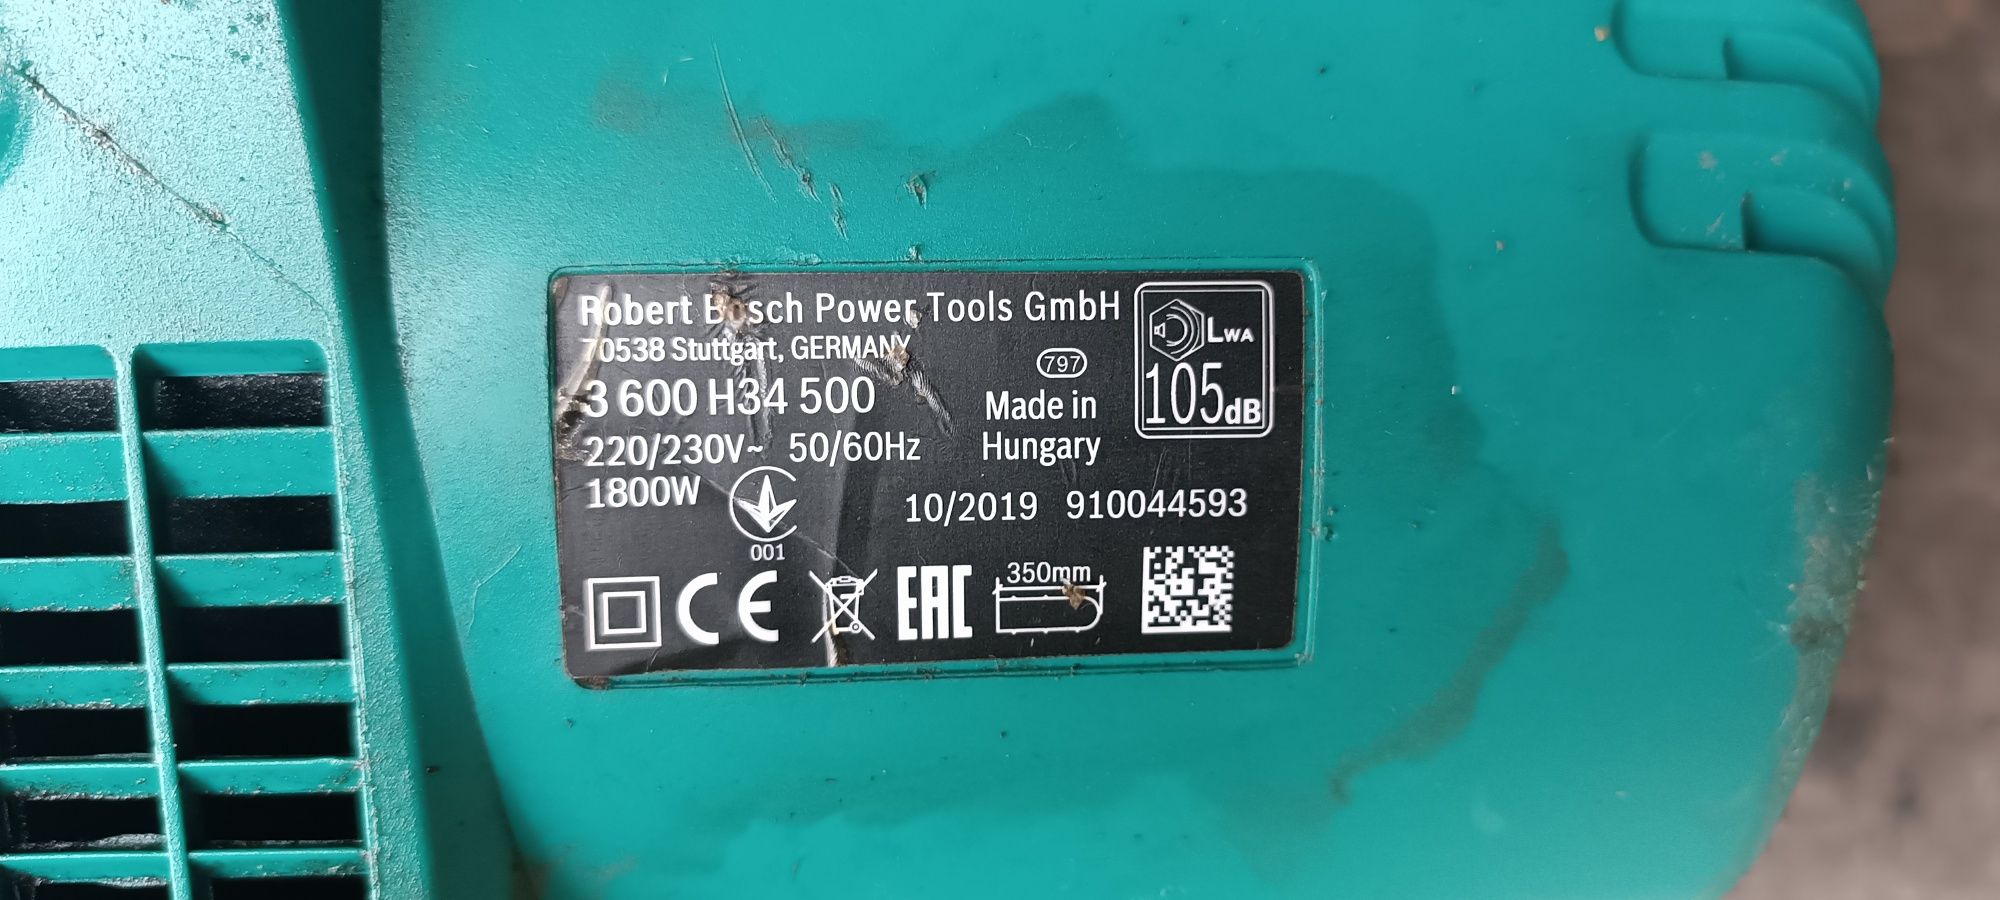 Robert Bosch Power Tools GmbH
70538 Stuttgart, GERMANY
3 600 H34 500
220/230V~ 50/60Hz
1800W
001
797
Made in
Hungary
10/2019 910044593
LWA
105dB
CE
EAC
350mm